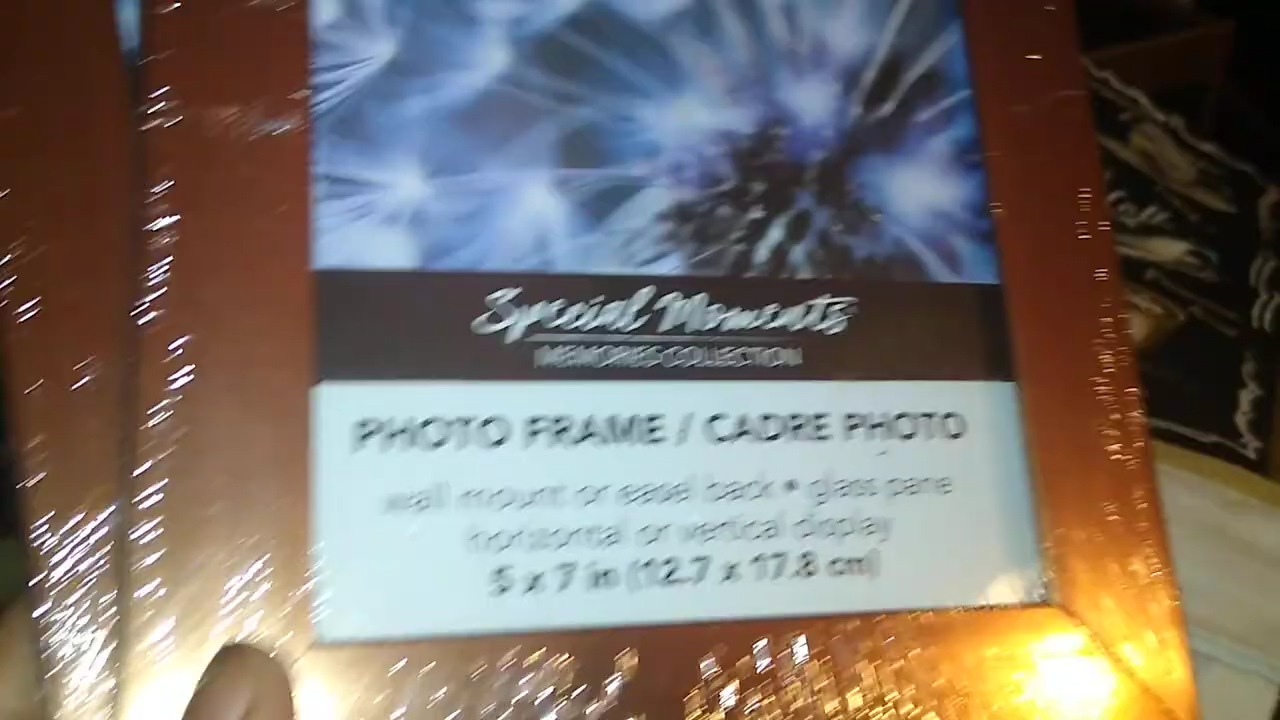 Special Moments
MEMORIES COLLECTION
PHOTO FRAME / CADRE PHOTO
wall mount or easel back • glass pane
horizontal or vertical display
5 x 7 in (12.7 x 17.8 cm)